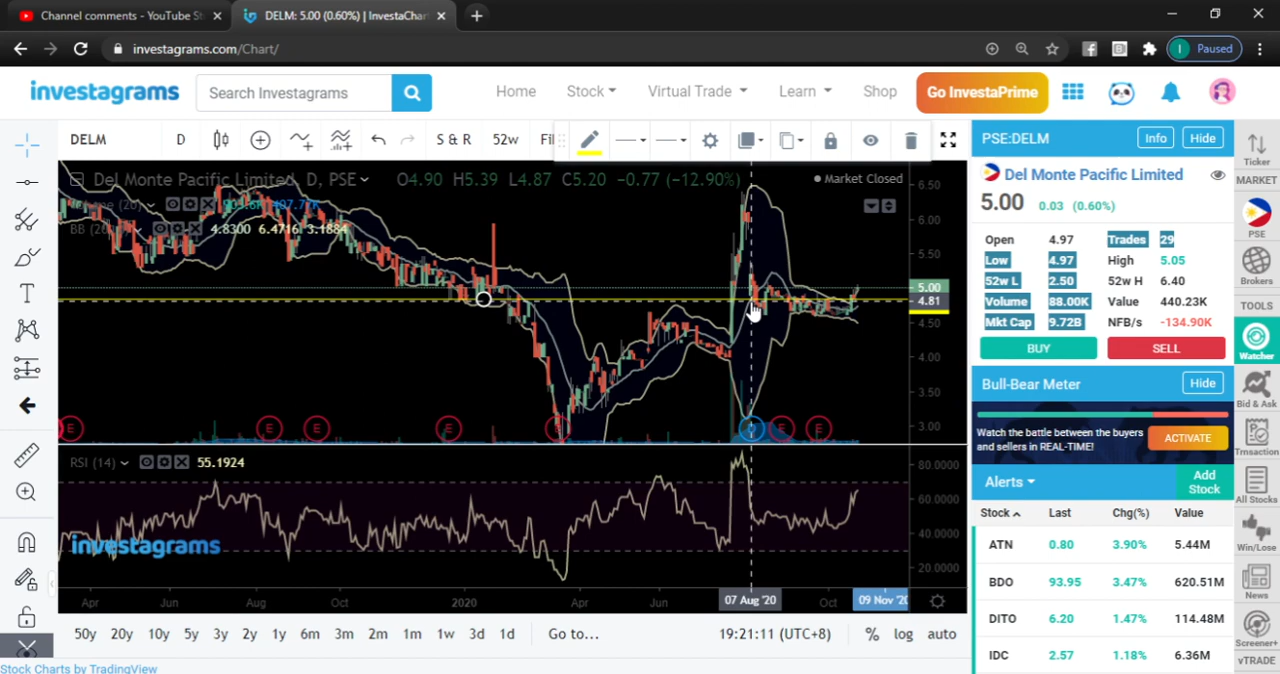 Channel comments - YouTube St
DELM: 5.00 (0.60%) | InvestaChar
investagrams.com/Chart/
Paused
investagrams
Search Investagrams
Home
Stock
Virtual Trade
Learn
Shop
Go InvestaPrime
DELM
D
S & R
52w
Fil
Del Monte Pacific Limited, D, PSE
O4.90 H5.39 L4.87 C5.20 -0.77 (-12.90%)
Market Closed
Volume (20)
BB (20
4.8300 6.4716 3.1884
6.50
6.00
5.50
5.00
4.81
4.50
4.00
3.50
3.00
E
E
E
E
E
RSI (14)
55.1924
80.0000
60.0000
40.0000
20.0000
investagrams
Apr
Jun
Aug
Oct
2020
Apr
Jun
07 Aug '20
Oct
09 Nov '20
50y
20y
10y
5y
3y
2y
1y
6m
3m
2m
1m
1w
3d
1d
Go to...
19:21:11 (UTC+8)
%
log
auto
Stock Charts by TradingView
PSE:DELM
Info
Hide
Del Monte Pacific Limited
5.00
0.03 (0.60%)
Open 4.97 Trades 29
Low 4.97 High 5.05
52w L 2.50 52w H 6.40
Volume 88.00K Value 440.23K
Mkt Cap 9.72B NFB/s -134.90K
BUY
SELL
Bull-Bear Meter
Hide
Watch the battle between the buyers
and sellers in REAL-TIME!
ACTIVATE
Alerts
Add
Stock
Stock Last Chg(%) Value
ATN 0.80 3.90% 5.44M
BDO 93.95 3.47% 620.51M
DITO 6.20 1.47% 114.48M
IDC 2.57 1.18% 6.36M
Ticker
MARKET
PSE
Brokers
TOOLS
Watcher
Bid & Ask
Trnsaction
All Stocks
Win/Lose
News
Screener+
vTRADE